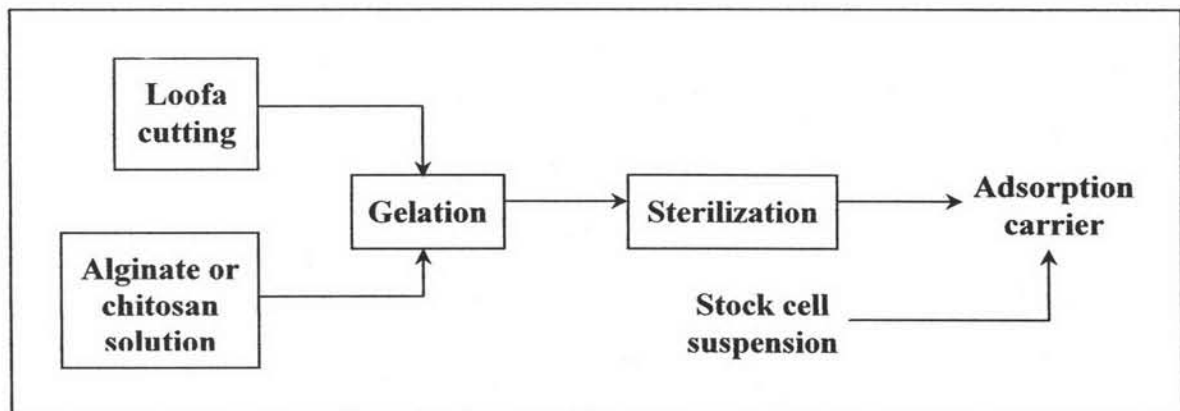 Loofa
cutting
Gelation
Sterilization
Adsorption
carrier
Alginate or
chitosan
solution
Stock cell
suspension